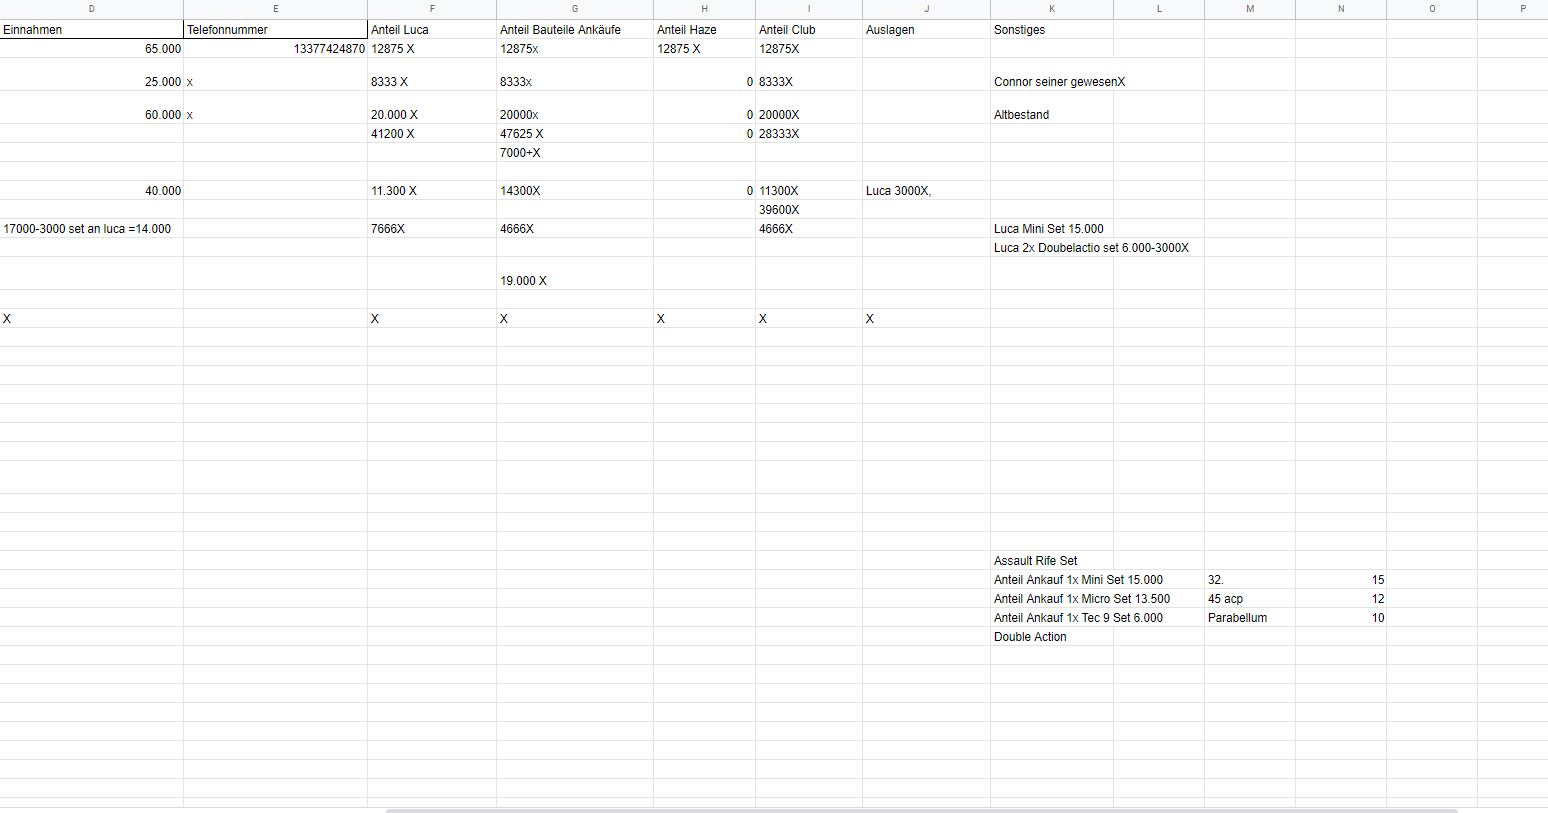 D E F G H I J K L M N O P
Einnahmen Telefonnummer Anteil Luca Anteil Bauteile Ankäufe Anteil Haze Anteil Club Auslagen Sonstiges
65.000 13377424870 12875 X 12875x 12875 X 12875X
25.000 x 8333 X 8333x 0 8333X Connor seiner gewesenX
60.000 x 20.000 X 20000x 0 20000X Altbestand
41200 X 47625 X 0 28333X
7000+X
40.000 11.300 X 14300X 0 11300X Luca 3000X,
39600X
17000-3000 set an luca =14.000 7666X 4666X 4666X Luca Mini Set 15.000
Luca 2x Doubelactio set 6.000-3000X
19.000 X
X X X X X X
Assault Rife Set
Anteil Ankauf 1x Mini Set 15.000 32. 15
Anteil Ankauf 1x Micro Set 13.500 45 acp 12
Anteil Ankauf 1x Tec 9 Set 6.000 Parabellum 10
Double Action